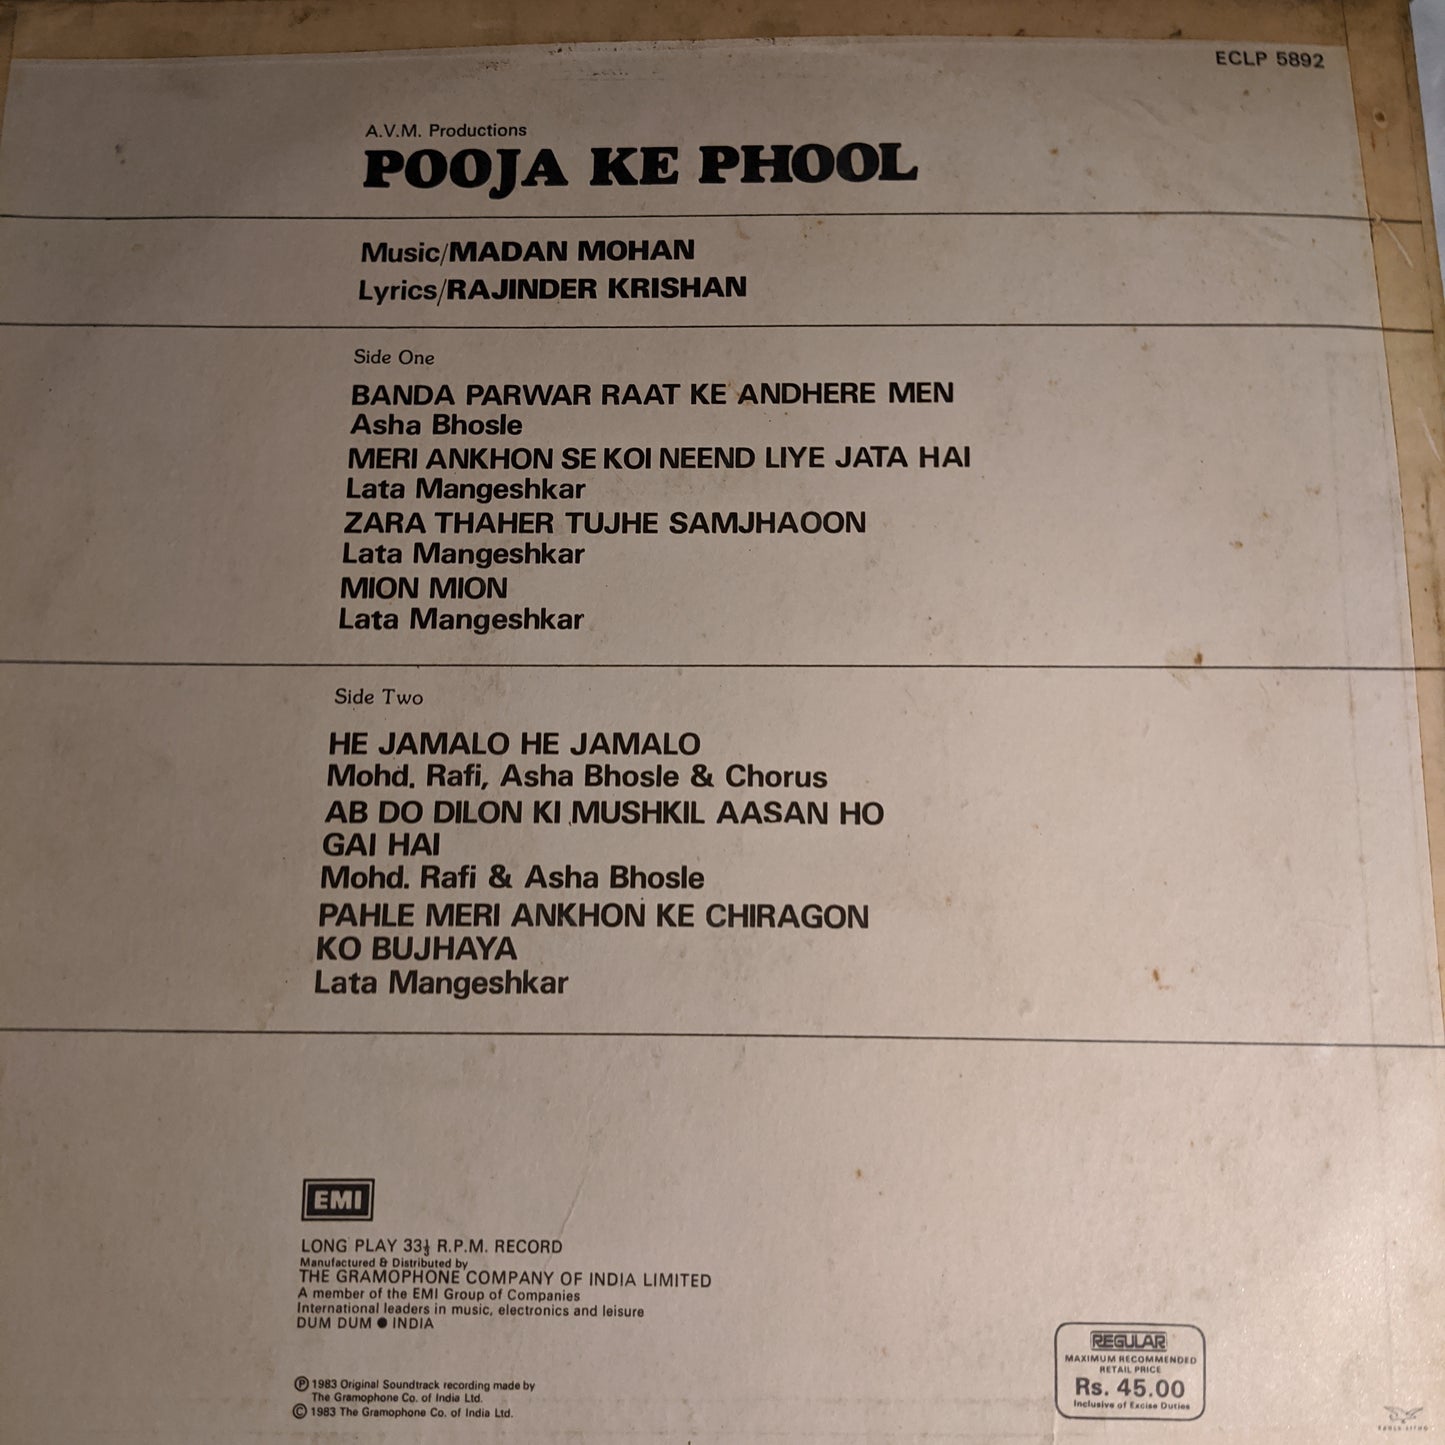 ECLP 5892
A.V.M. Productions
POOJA KE PHOOL
Music/MADAN MOHAN
Lyrics/RAJINDER KRISHAN
Side One
BANDA PARWAR RAAT KE ANDHERE MEN
Asha Bhosle
MERI ANKHON SE KOI NEEND LIYE JATA HAI
Lata Mangeshkar
ZARA THAHER TUJHE SAMJHAOON
Lata Mangeshkar
MION MION
Lata Mangeshkar
Side Two
HE JAMALO HE JAMALO
Mohd. Rafi, Asha Bhosle & Chorus
AB DO DILON KI MUSHKIL AASAN HO
GAI HAI
Mohd. Rafi & Asha Bhosle
PAHLE MERI ANKHON KE CHIRAGON
KO BUJHAYA
Lata Mangeshkar
EMI
LONG PLAY 33⅓ R.P.M. RECORD
Manufactured & Distributed by
THE GRAMOPHONE COMPANY OF INDIA LIMITED
A member of the EMI Group of Companies
International leaders in music, electronics and leisure
DUM DUM ● INDIA
℗ 1983 Original Soundtrack recording made by
The Gramophone Co. of India Ltd.
© 1983 The Gramophone Co. of India Ltd.
REGULAR
MAXIMUM RECOMMENDED
RETAIL PRICE
Rs. 45.00
Inclusive of Excise Duties